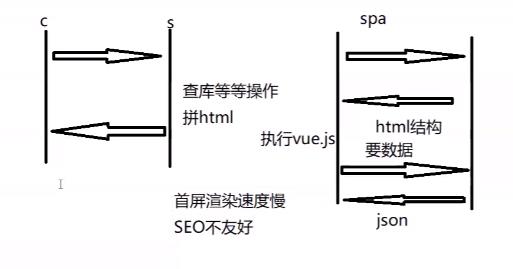 c
s
查库等等操作
拼html
首屏渲染速度慢
SEO不友好
spa
执行vue.js
html结构
要数据
json